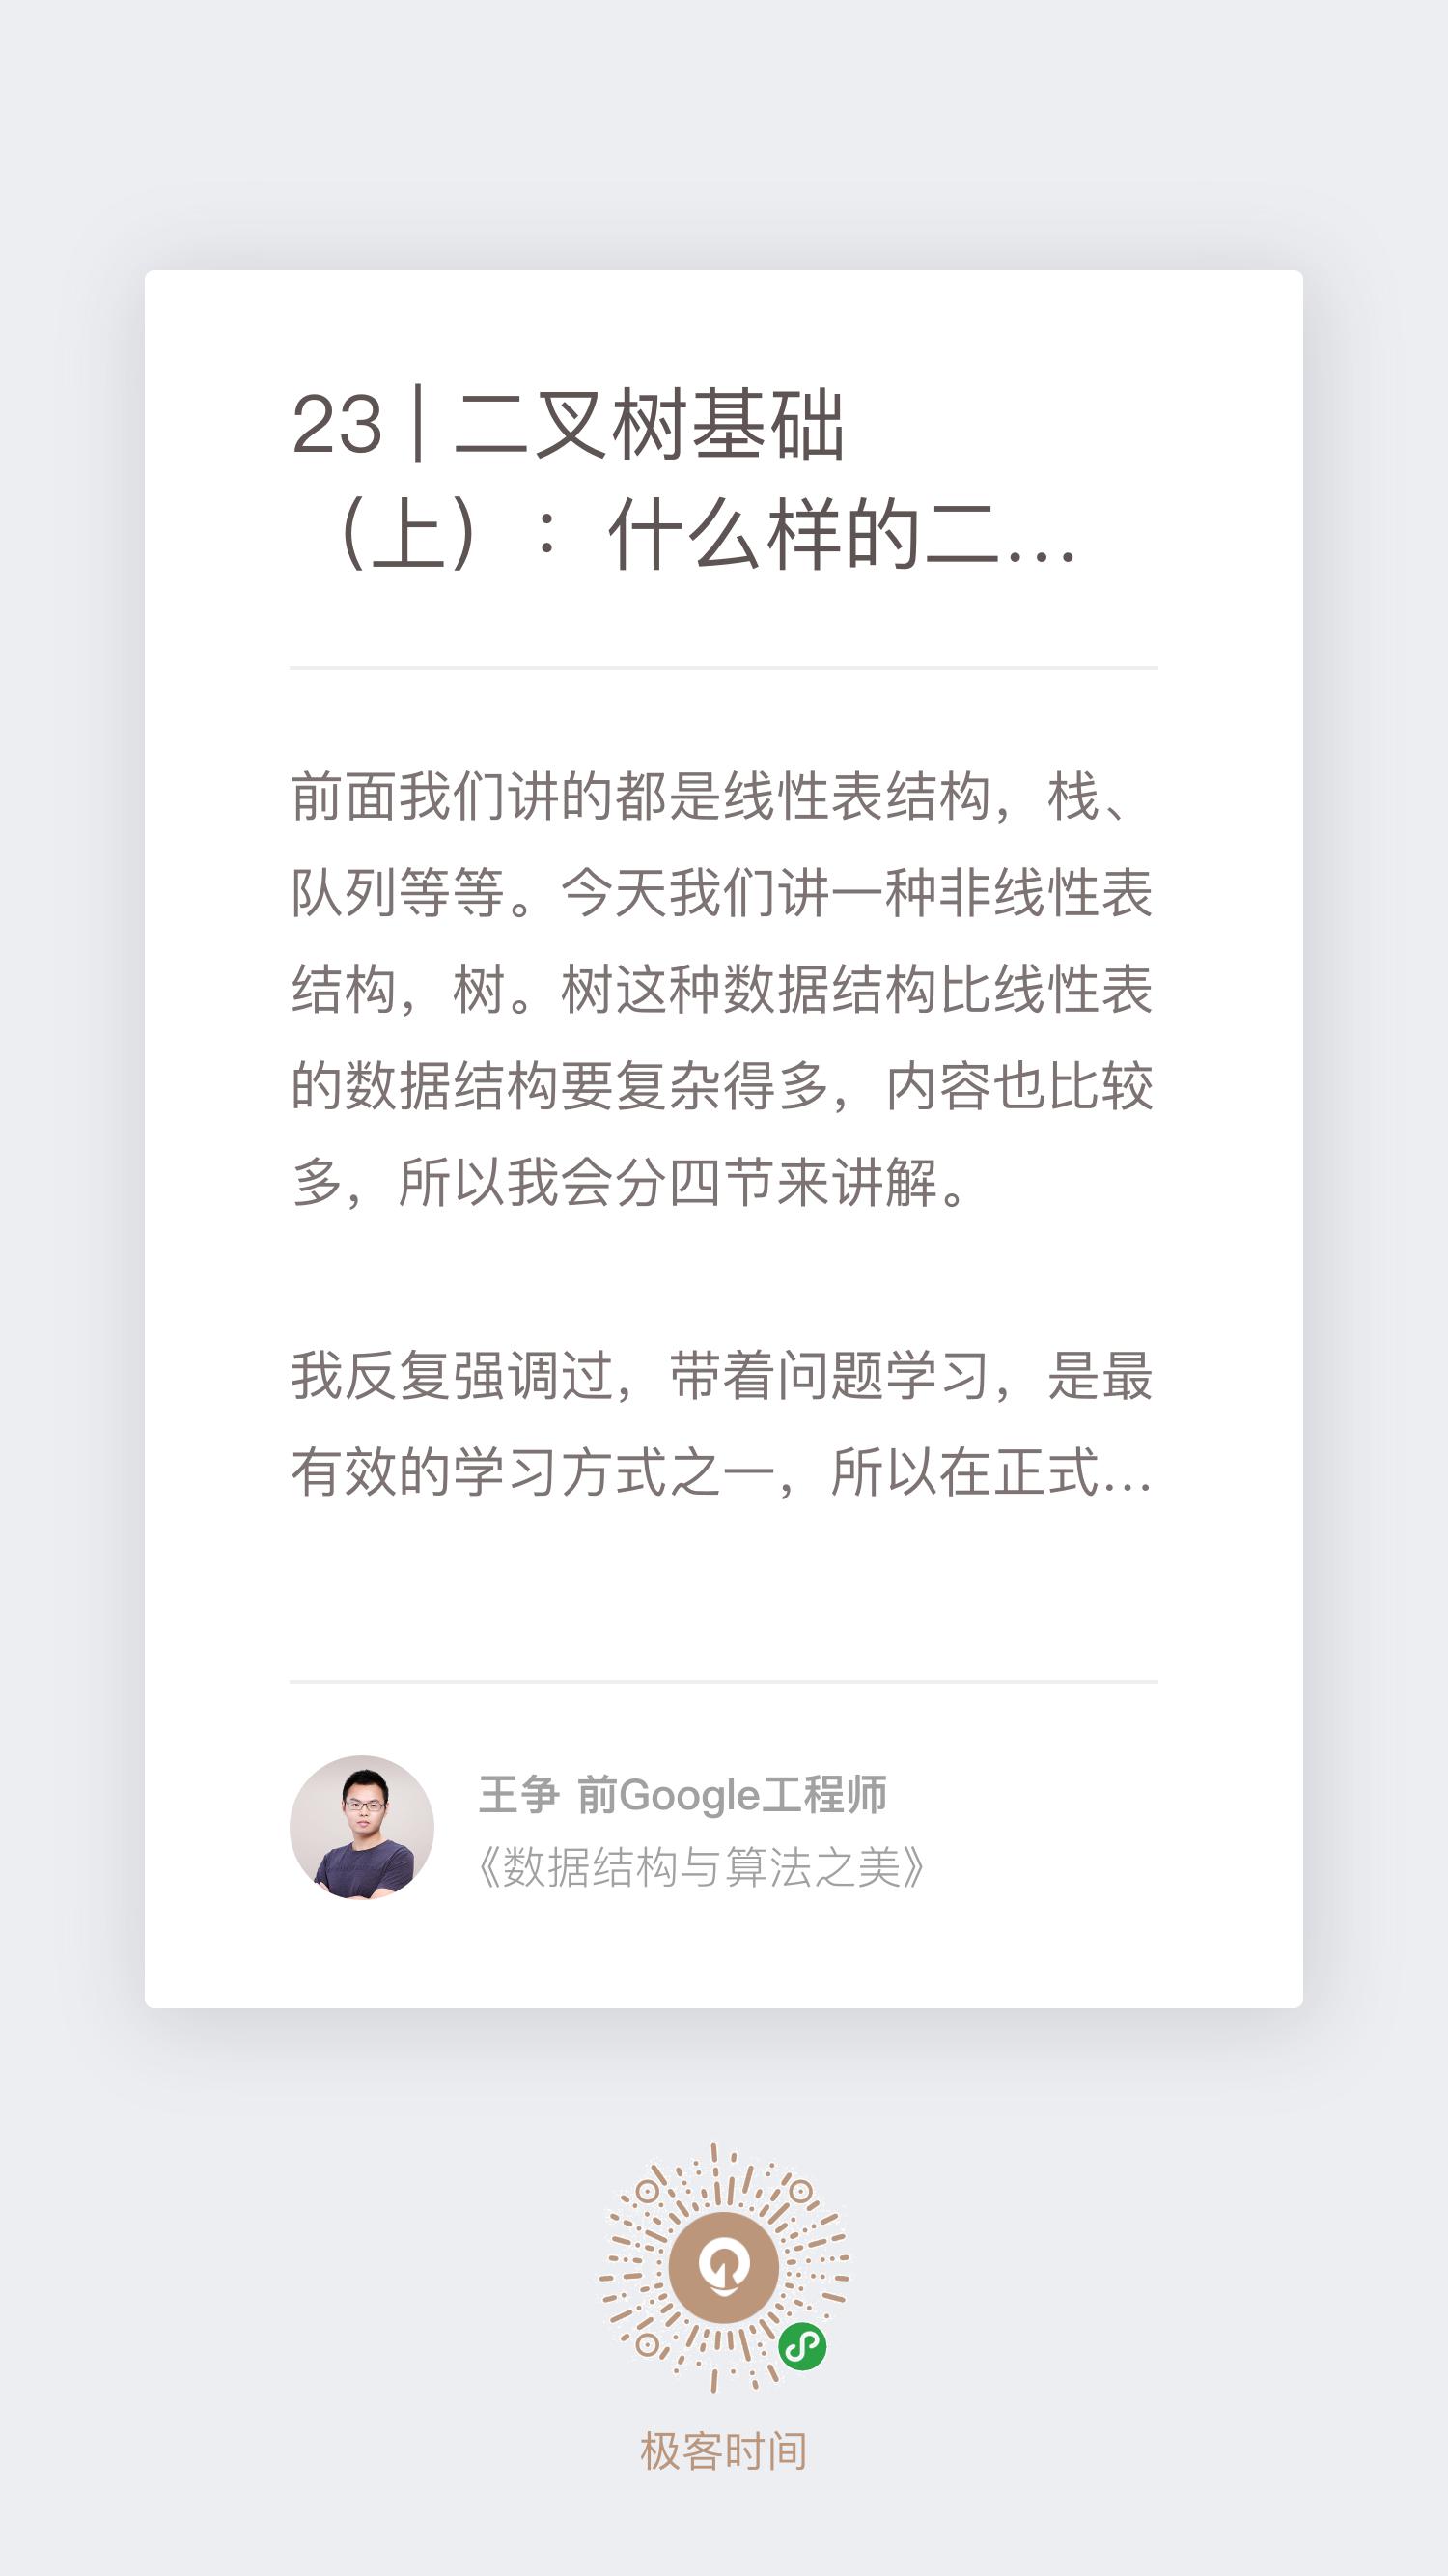 23 | 二叉树基础
（上）：什么样的二...
前面我们讲的都是线性表结构，栈、
队列等等。今天我们讲一种非线性表
结构，树。树这种数据结构比线性表
的数据结构要复杂得多，内容也比较
多，所以我会分四节来讲解。
我反复强调过，带着问题学习，是最
有效的学习方式之一，所以在正式...
王争 前Google工程师
《数据结构与算法之美》
极客时间